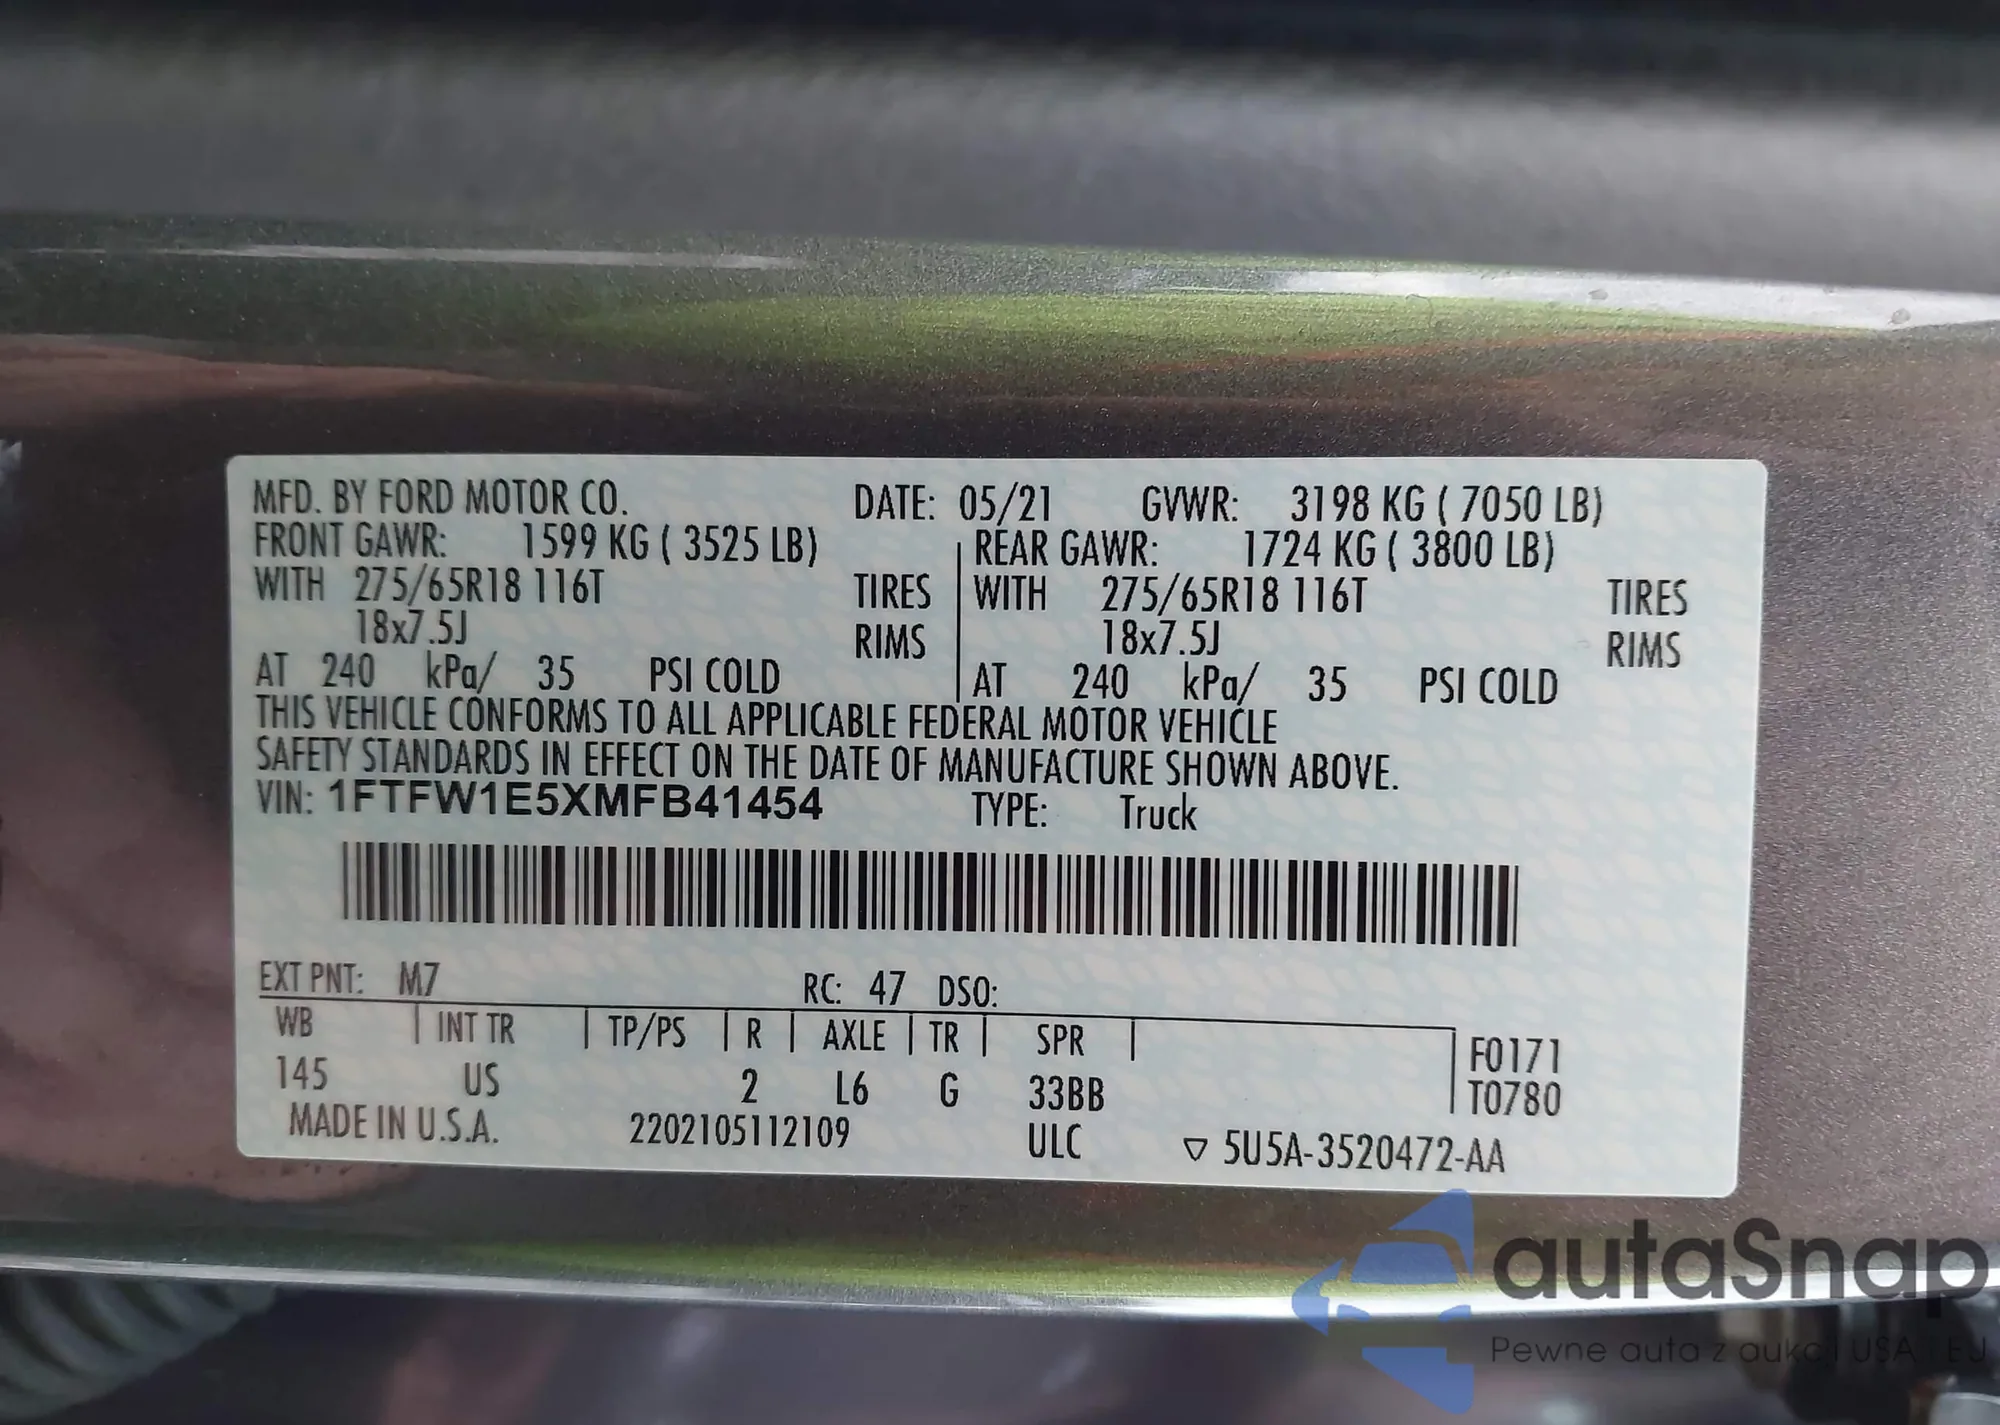 MFD. BY FORD MOTOR CO. DATE: 05/21 GVWR: 3198 KG ( 7050 LB)
FRONT GAWR: 1599 KG ( 3525 LB) REAR GAWR: 1724 KG ( 3800 LB)
WITH 275/65R18 116T TIRES WITH 275/65R18 116T TIRES
18x7.5J RIMS 18x7.5J RIMS
AT 240 kPa/ 35 PSI COLD AT 240 kPa/ 35 PSI COLD
THIS VEHICLE CONFORMS TO ALL APPLICABLE FEDERAL MOTOR VEHICLE
SAFETY STANDARDS IN EFFECT ON THE DATE OF MANUFACTURE SHOWN ABOVE.
VIN: 1FTFW1E5XMFB41454 TYPE: Truck
EXT PNT: M7 RC: 47 DSO:
WB INT TR TP/PS R AXLE TR SPR F0171
145 US 2 L6 G 33BB T0780
MADE IN U.S.A. 2202105112109 ULC ▽ 5U5A-3520472-AA
autaSnap
Pewne auta z aukcji USA i EU